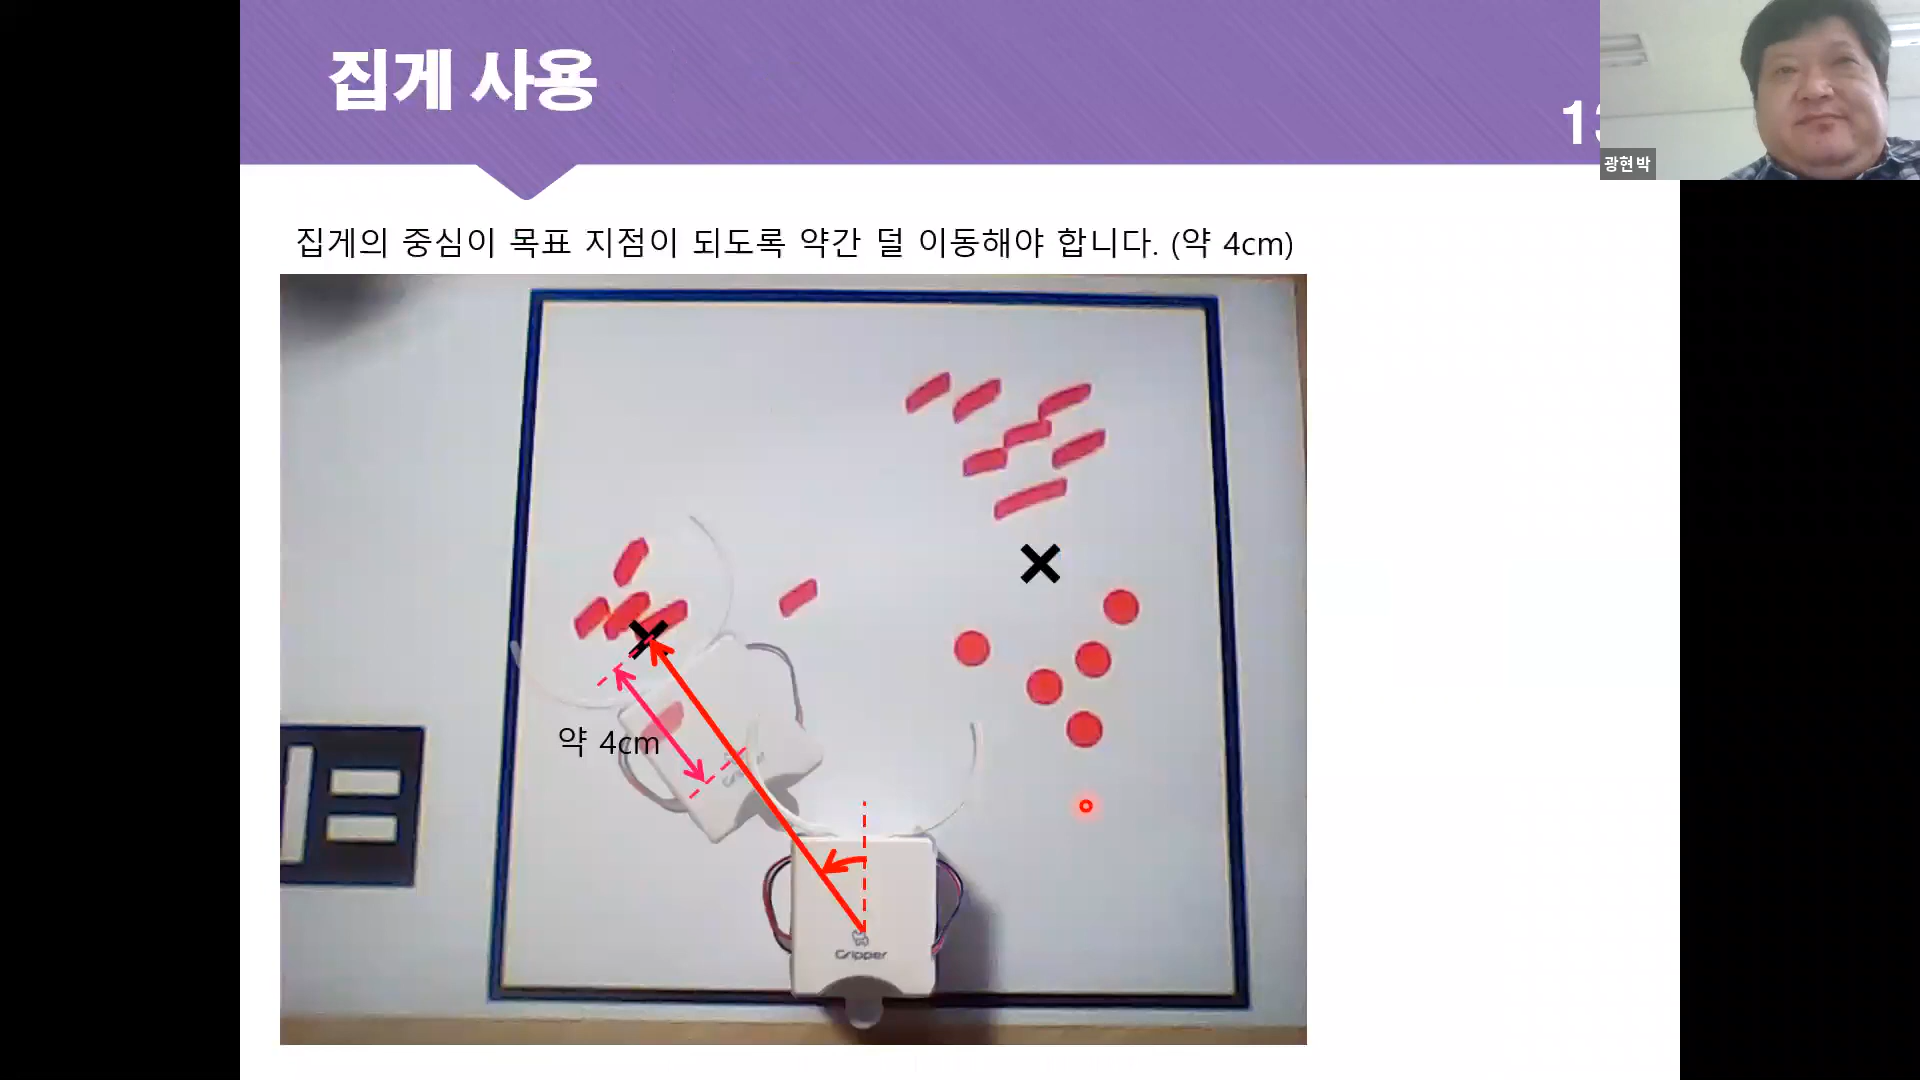 집게 사용
광현박
집게의 중심이 목표 지점이 되도록 약간 덜 이동해야 합니다. (약 4cm)
약 4cm
Gripper